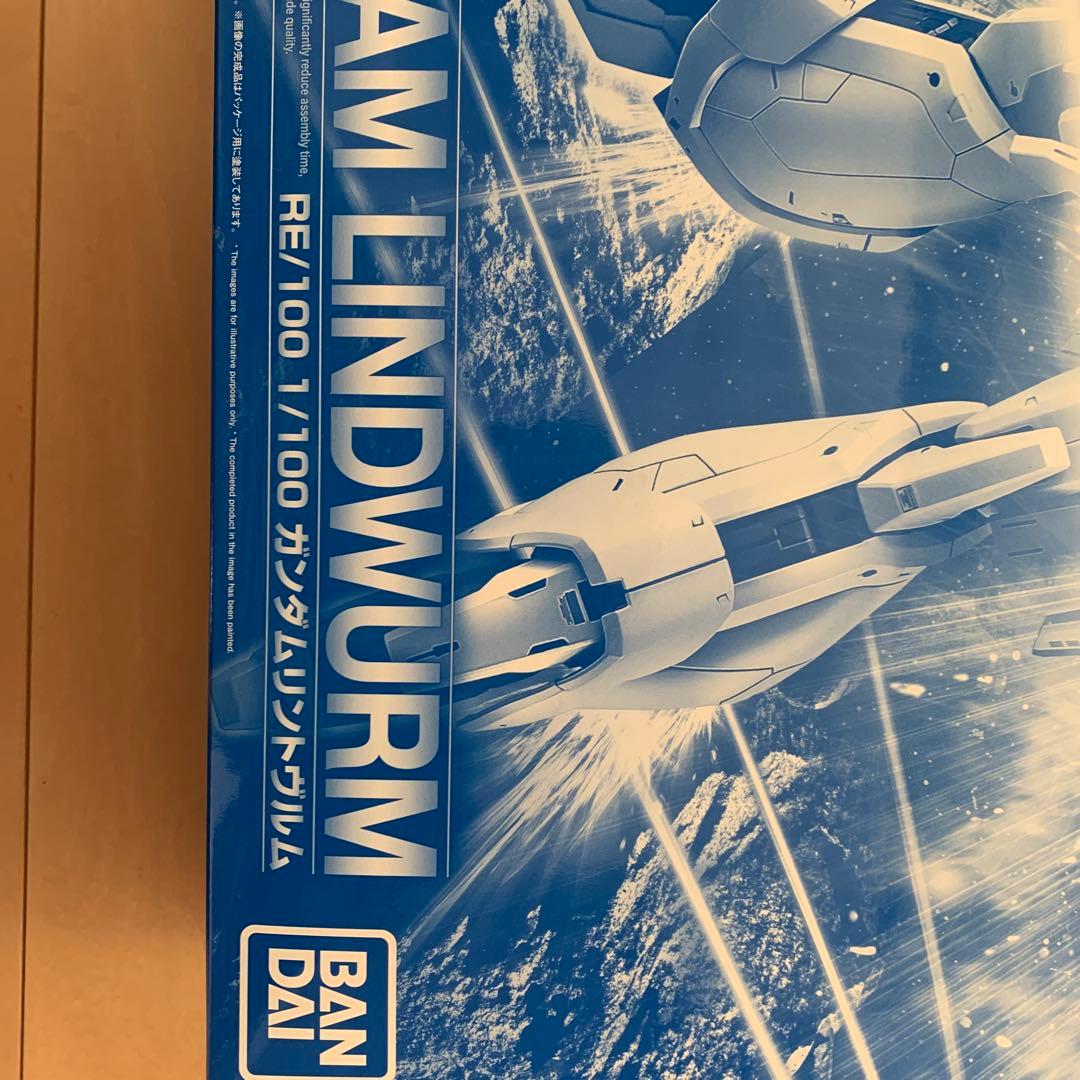 significantly reduce assembly time,
de quality.
AM LINDWURM
RE/100 1/100 ガンダムリントヴルム
。※画像の完成品はパッケージ用に塗装してあります。 ・The images are for illustrative purposes only. ・The completed product in the image has been painted.
BAN
DAI